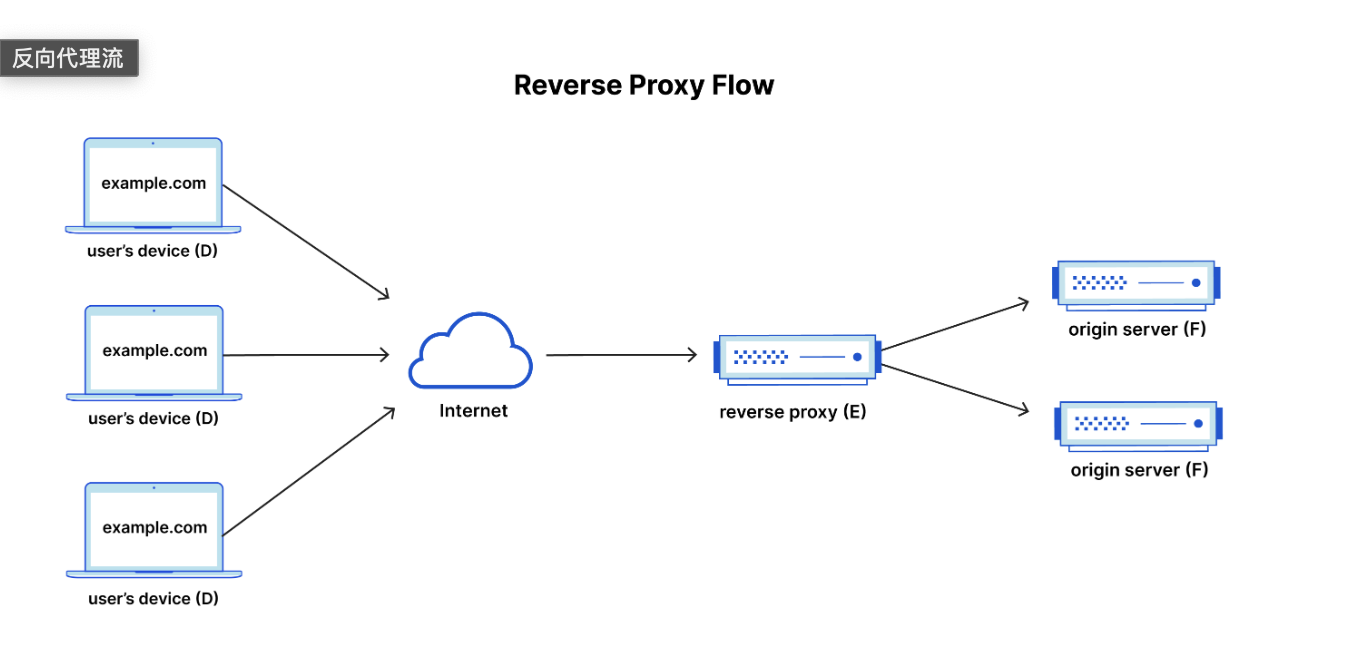 反向代理流
Reverse Proxy Flow
example.com
user's device (D)
example.com
user's device (D)
example.com
user's device (D)
Internet
reverse proxy (E)
origin server (F)
origin server (F)